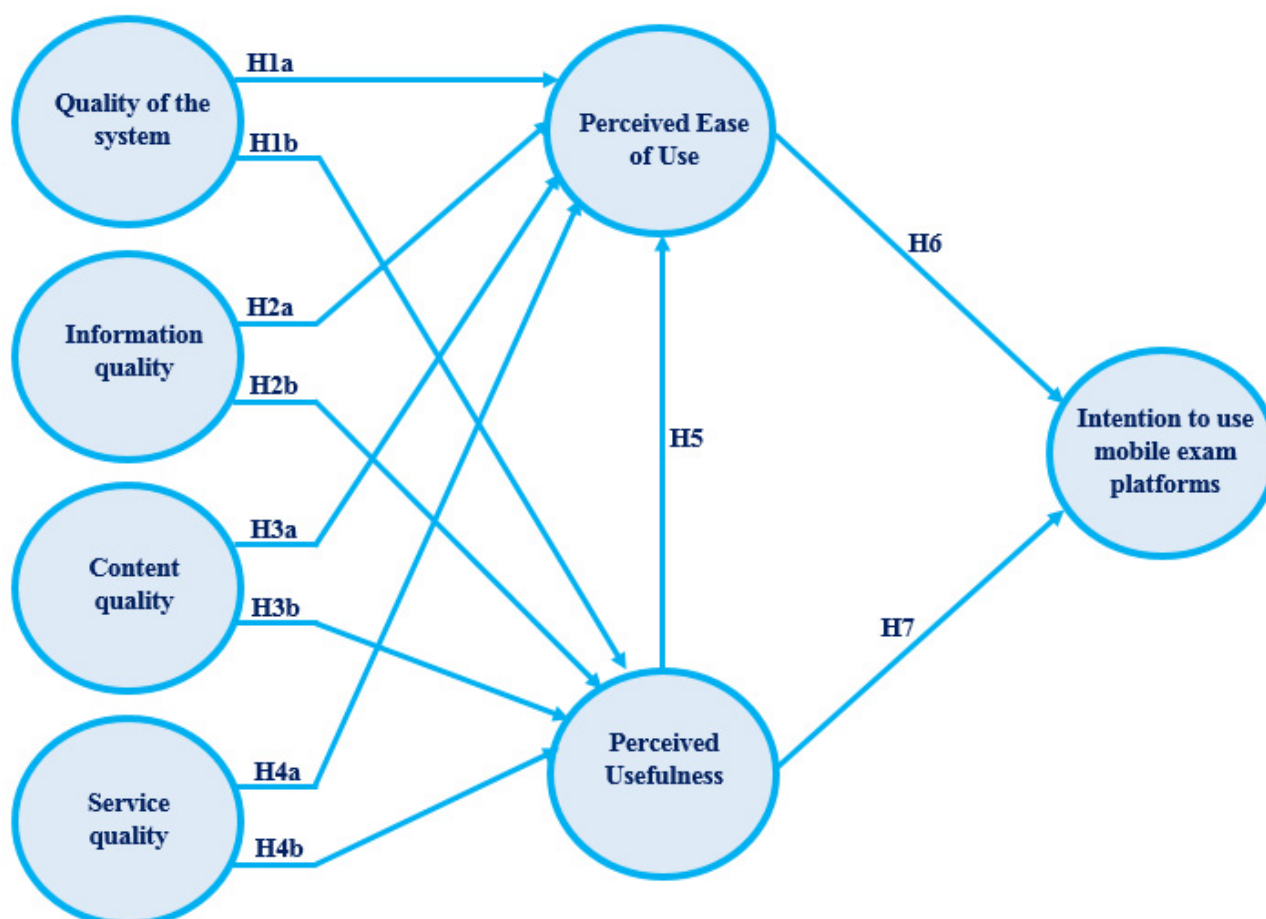 H1a
Quality of the
system
H1b
Perceived Ease
of Use
H6
H2a
Information
quality
H2b
H5
Intention to use
mobile exam
platforms
H3a
Content
quality
H3b
H7
Perceived
Usefulness
H4a
Service
quality
H4b